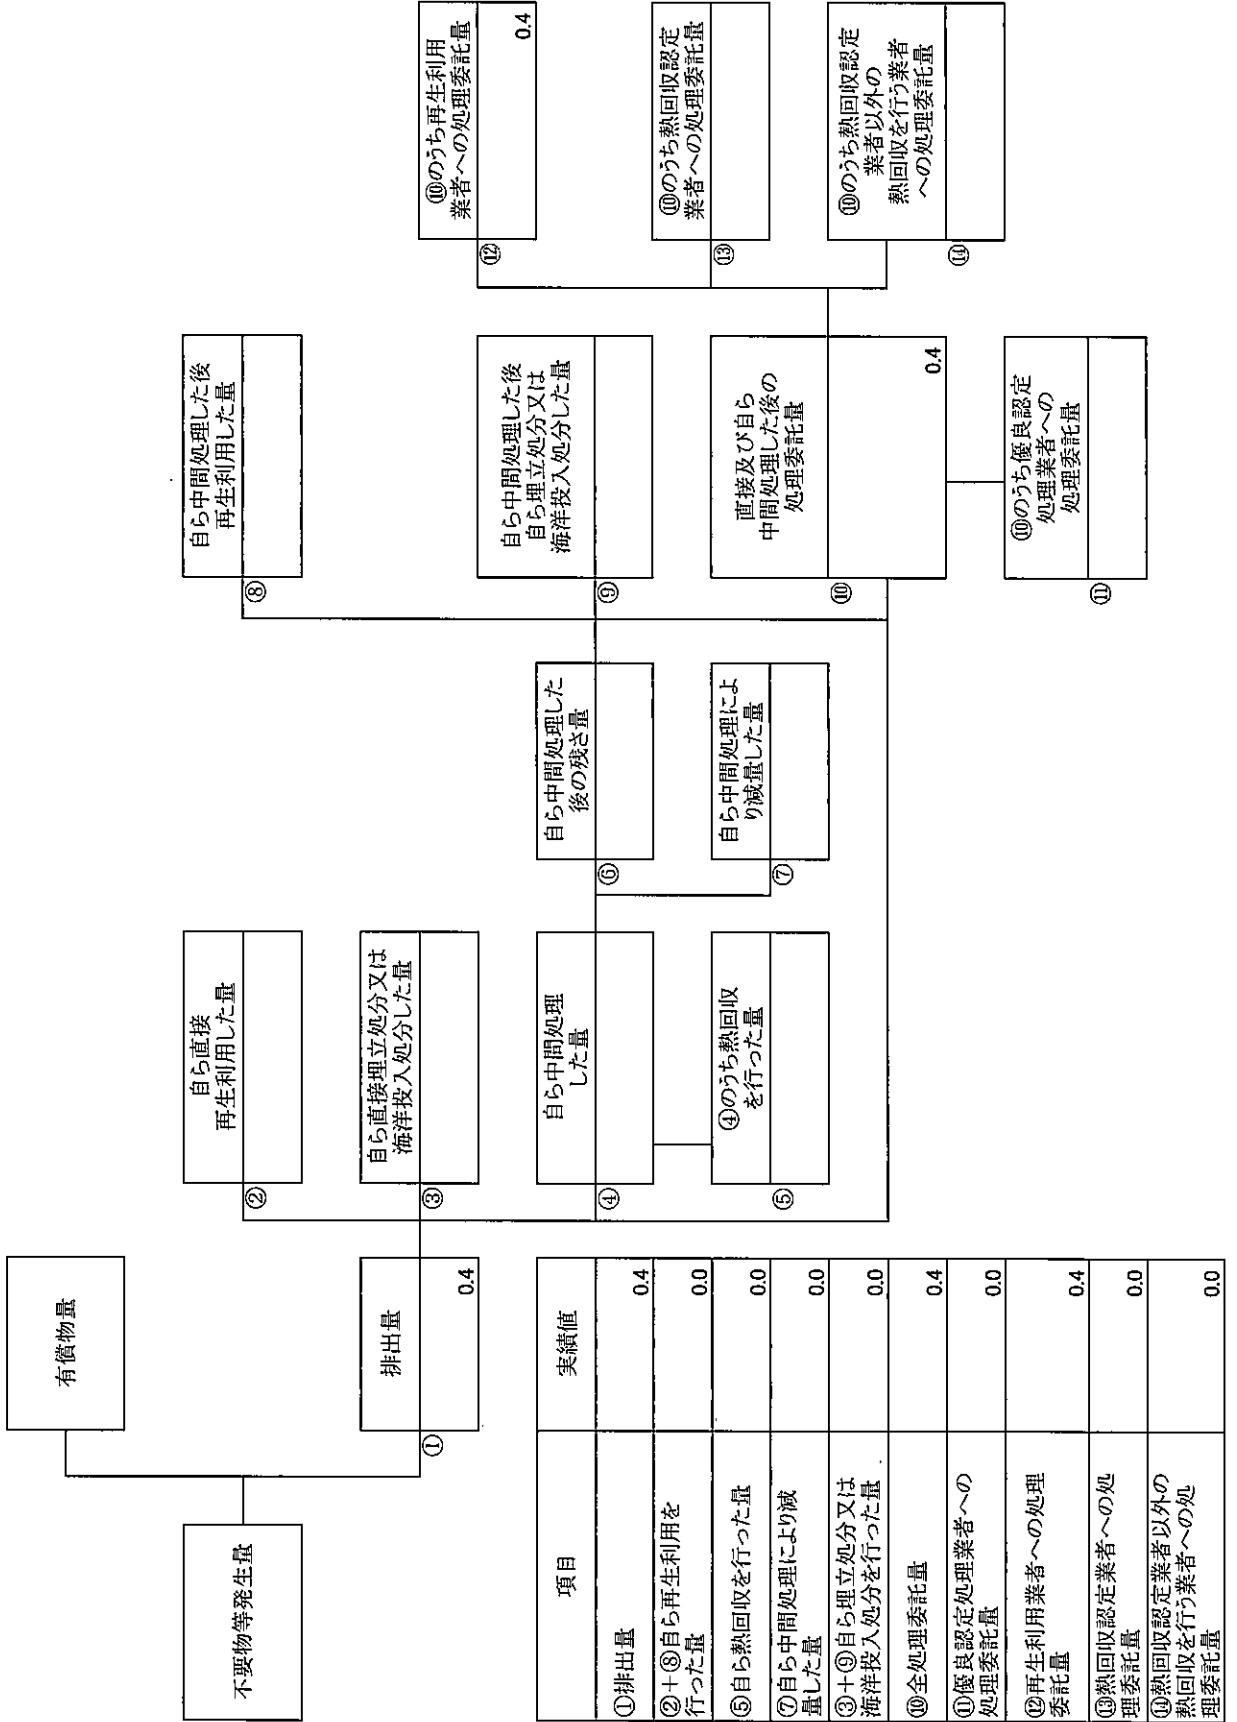 不要物等発生量
有償物量
①
排出量
0.4
②
自ら直接
再生利用した量
③
自ら直接埋立処分又は
海洋投入処分した量
④
自ら中間処理
した量
⑤
④のうち熱回収
を行った量
⑥
自ら中間処理した
後の残さ量
⑦
自ら中間処理によ
り減量した量
⑧
自ら中間処理した後
再生利用した量
⑨
自ら中間処理した後
自ら埋立処分又は
海洋投入処分した量
⑩
直接及び自ら
中間処理した後の
処理委託量
0.4
⑪
⑩のうち優良認定
処理業者への
処理委託量
⑫
⑩のうち再生利用
業者への処理委託量
0.4
⑬
⑩のうち熱回収認定
業者への処理委託量
⑭
⑩のうち熱回収認定
業者以外の
熱回収を行う業者
への処理委託量
項目 実績値
①排出量 0.4
②+⑧自ら再生利用を
行った量 0.0
⑤自ら熱回収を行った量 0.0
⑦自ら中間処理により減
量した量 0.0
③+⑨自ら埋立処分又は
海洋投入処分を行った量 0.0
⑩全処理委託量 0.4
⑪優良認定処理業者への
処理委託量 0.0
⑫再生利用業者への処理
委託量 0.4
⑬熱回収認定業者への処
理委託量 0.0
⑭熱回収認定業者以外の
熱回収を行う業者への処
理委託量 0.0